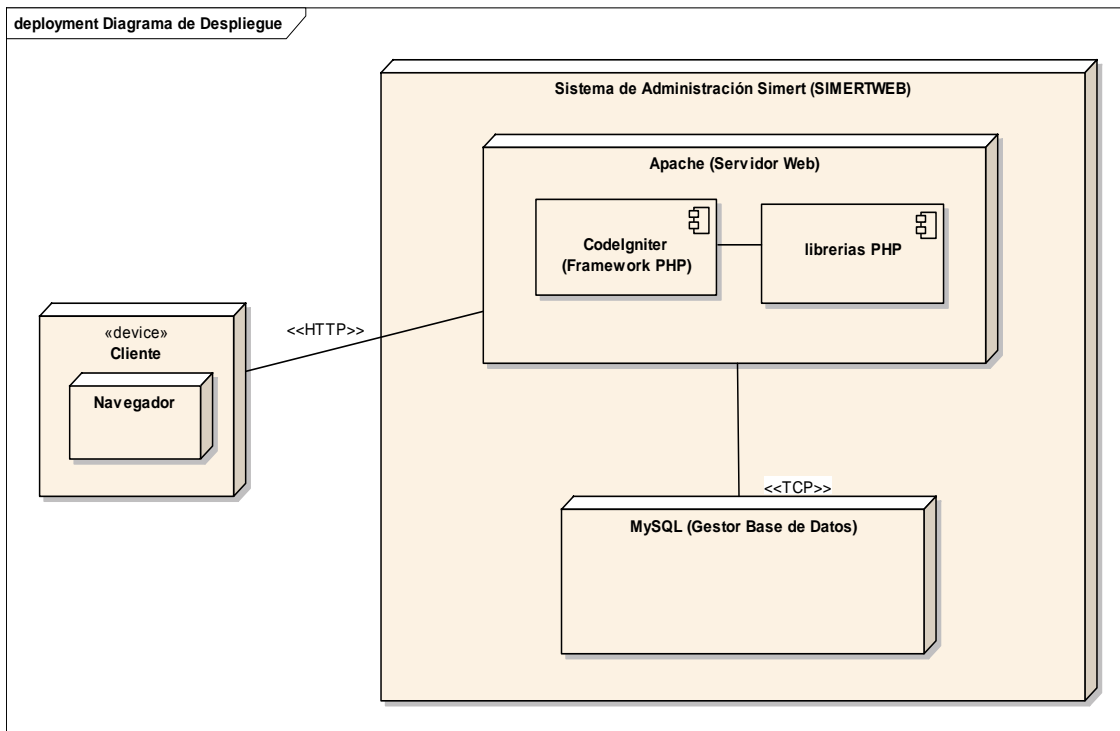 deployment Diagrama de Despliegue
Sistema de Administración Simert (SIMERTWEB)
Apache (Servidor Web)
CodeIgniter
(Framework PHP)
librerias PHP
<<HTTP>>
«device»
Cliente
Navegador
<<TCP>>
MySQL (Gestor Base de Datos)